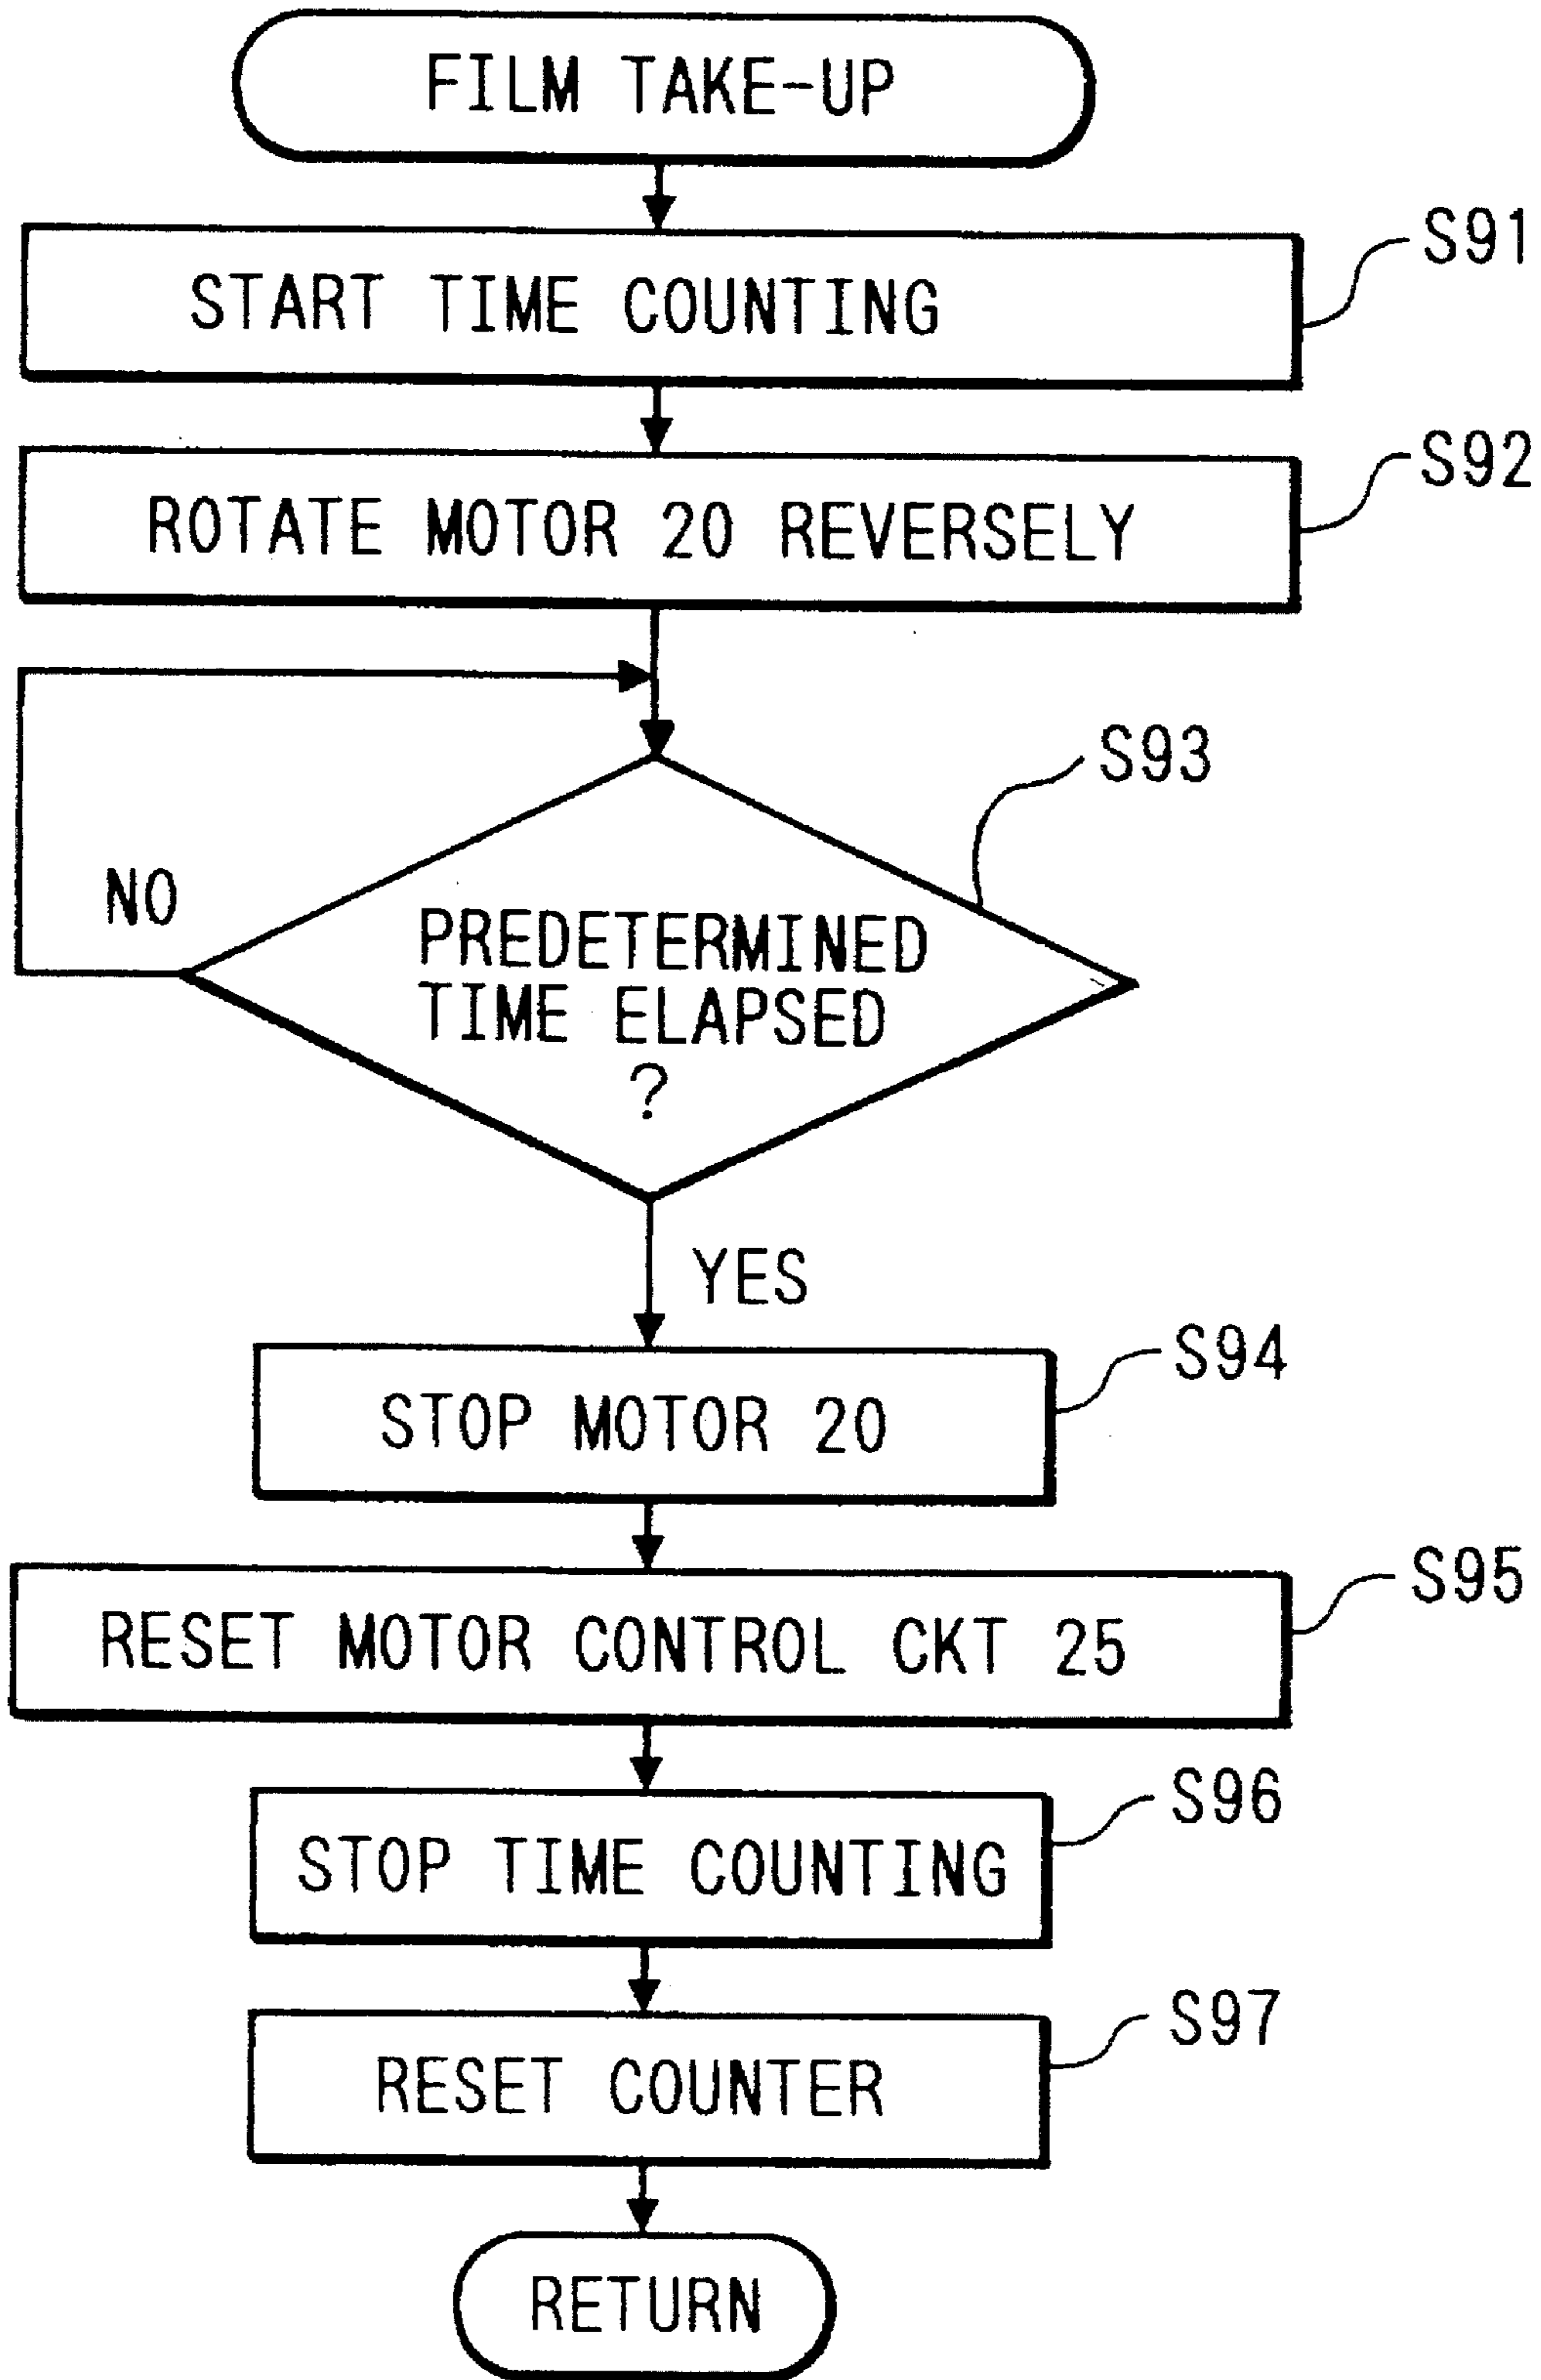 FILM TAKE-UP
S91
START TIME COUNTING
S92
ROTATE MOTOR 20 REVERSELY
S93
NO
PREDETERMINED
TIME ELAPSED
?
YES
S94
STOP MOTOR 20
S95
RESET MOTOR CONTROL CKT 25
S96
STOP TIME COUNTING
S97
RESET COUNTER
RETURN